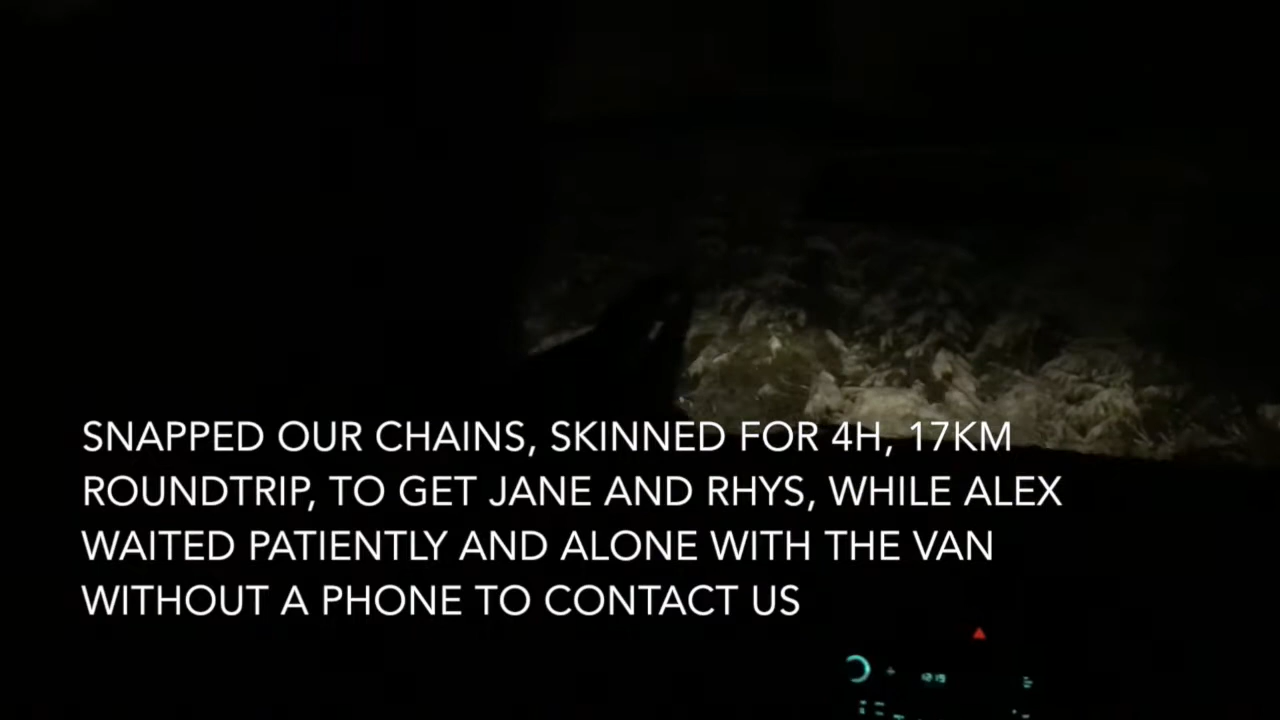 SNAPPED OUR CHAINS, SKINNED FOR 4H, 17KM
ROUNDTRIP, TO GET JANE AND RHYS, WHILE ALEX
WAITED PATIENTLY AND ALONE WITH THE VAN
WITHOUT A PHONE TO CONTACT US